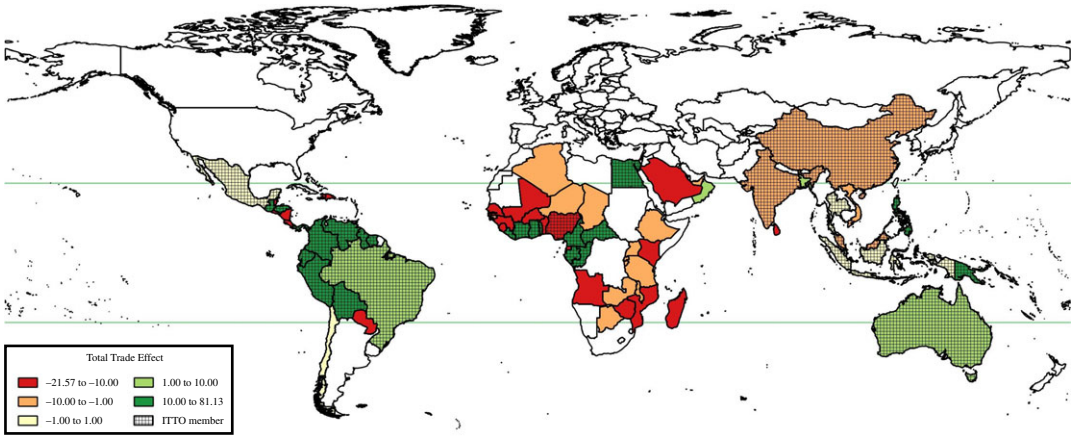 Total Trade Effect
−21.57 to −10.00
1.00 to 10.00
−10.00 to −1.00
10.00 to 81.13
−1.00 to 1.00
ITTO member